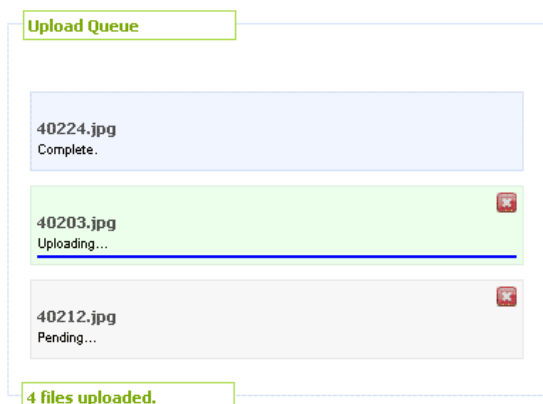 Upload Queue
40224.jpg
Complete.
40203.jpg
Uploading...
40212.jpg
Pending...
4 files uploaded.